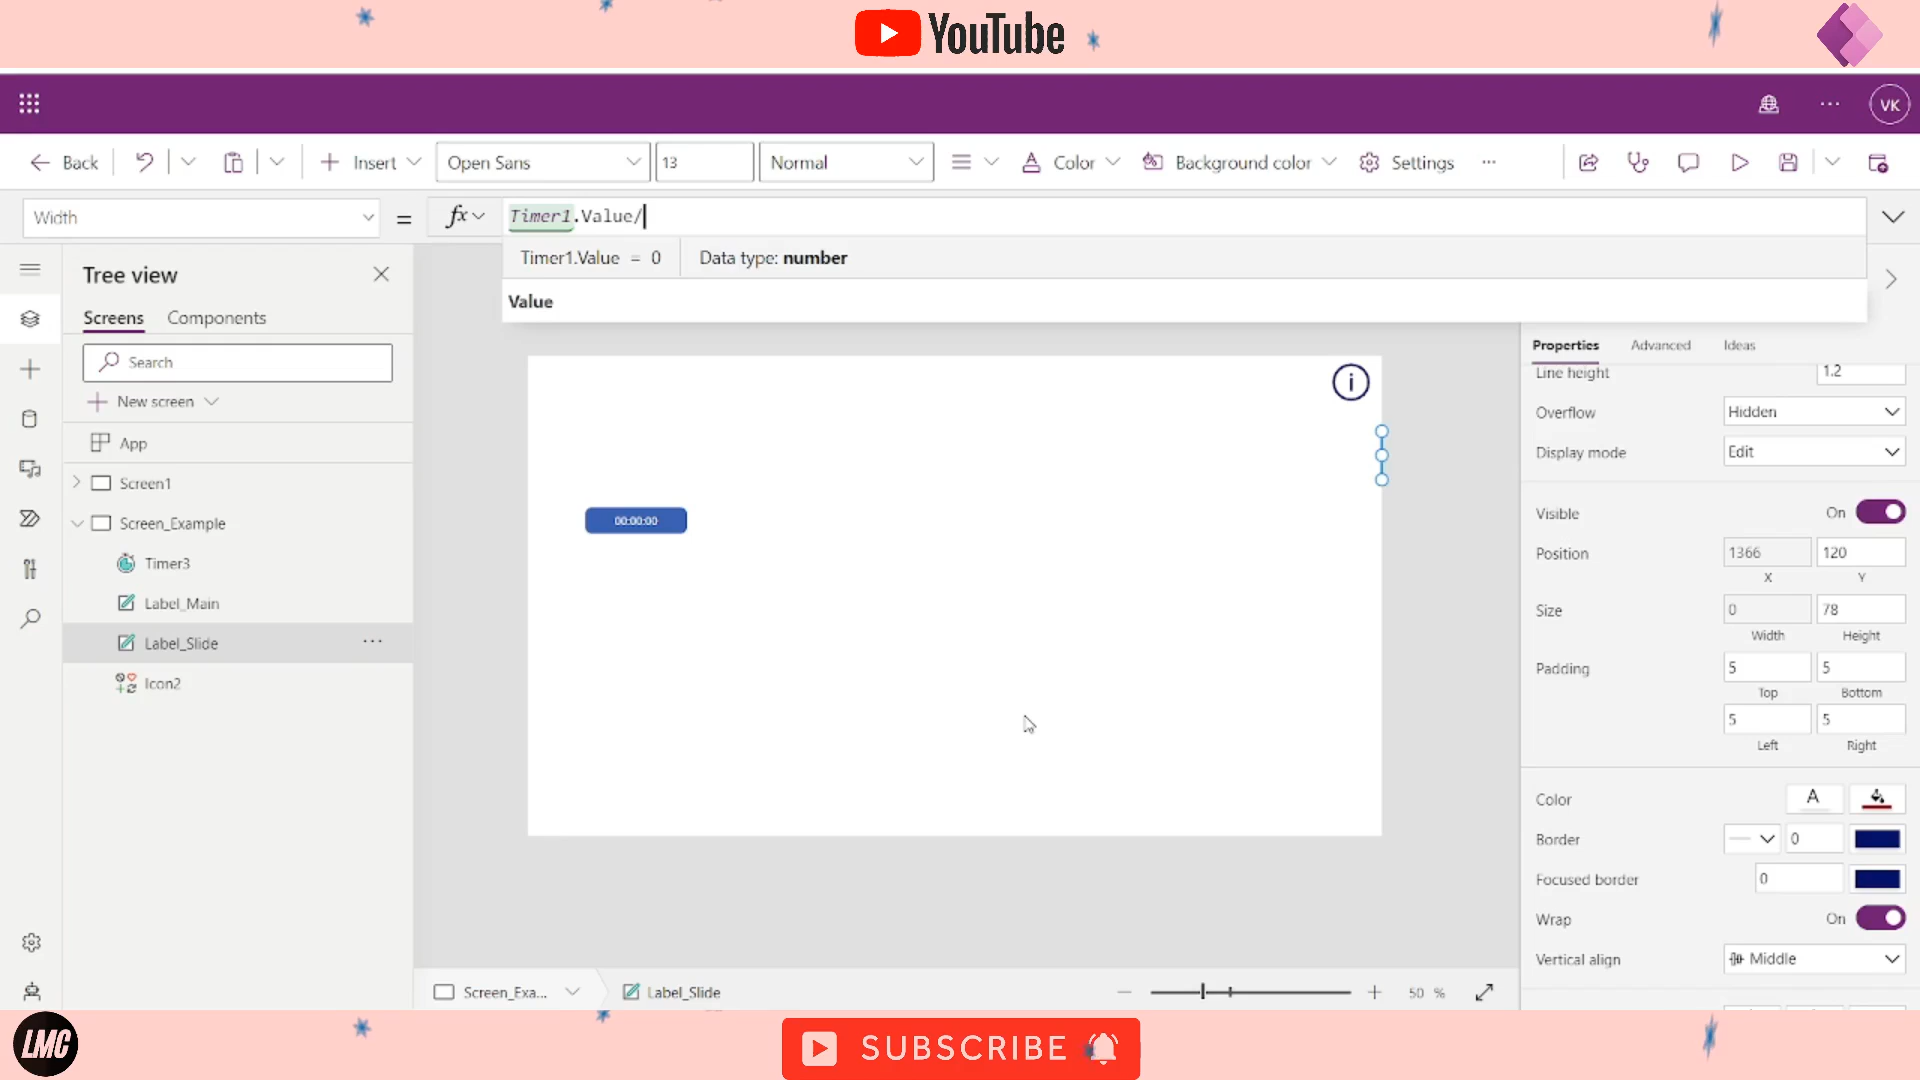 YouTube
VK
Back
Insert
Open Sans
13
Normal
Color
Background color
Settings
Width
=
fx
Timer1.Value/
Timer1.Value = 0
Data type: number
Value
Tree view
Screens
Components
Search
New screen
App
Screen1
Screen_Example
Timer3
Label_Main
Label_Slide
Icon2
00:00:00
Properties
Advanced
Ideas
Line height
1.2
Overflow
Hidden
Display mode
Edit
Visible
On
Position
1366
120
X
Y
Size
0
78
Width
Height
Padding
5
5
Top
Bottom
5
5
Left
Right
Color
A
Border
0
Focused border
0
Wrap
On
Vertical align
Middle
Screen_Exa...
Label_Slide
50 %
LMC
SUBSCRIBE